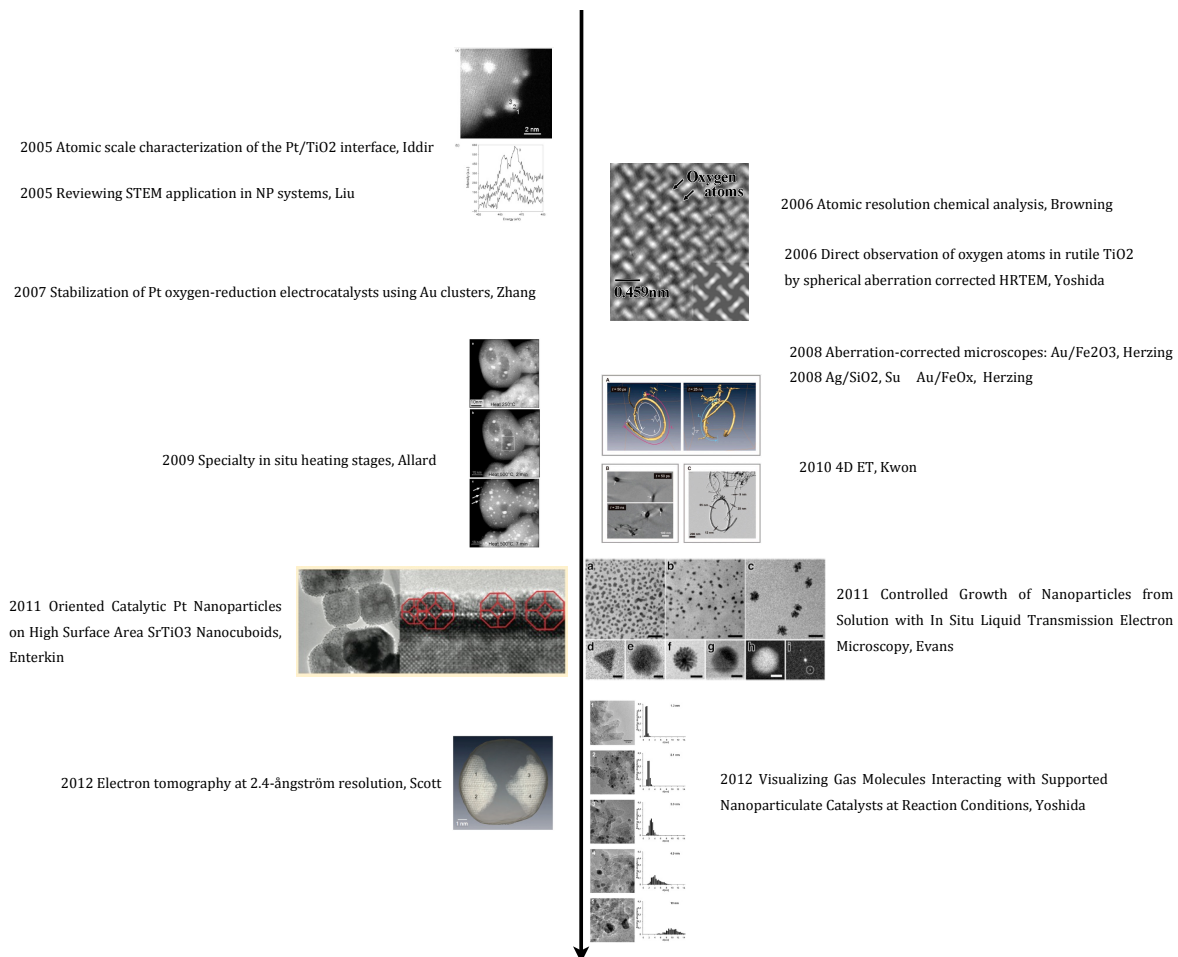 2 nm
2005 Atomic scale characterization of the Pt/TiO2 interface, Iddir
2005 Reviewing STEM application in NP systems, Liu
Oxygen
atoms
0.459nm
2006 Atomic resolution chemical analysis, Browning
2006 Direct observation of oxygen atoms in rutile TiO2
by spherical aberration corrected HRTEM, Yoshida
2007 Stabilization of Pt oxygen-reduction electrocatalysts using Au clusters, Zhang
2008 Aberration-corrected microscopes: Au/Fe2O3, Herzing
2008 Ag/SiO2, Su Au/FeOx, Herzing
2009 Specialty in situ heating stages, Allard
A
B
C
2010 4D ET, Kwon
2011 Oriented Catalytic Pt Nanoparticles
on High Surface Area SrTiO3 Nanocuboids,
Enterkin
a
b
c
d
e
f
g
h
i
2011 Controlled Growth of Nanoparticles from
Solution with In Situ Liquid Transmission Electron
Microscopy, Evans
2012 Electron tomography at 2.4-ångström resolution, Scott
1
2
3
4
1 nm
2012 Visualizing Gas Molecules Interacting with Supported
Nanoparticulate Catalysts at Reaction Conditions, Yoshida